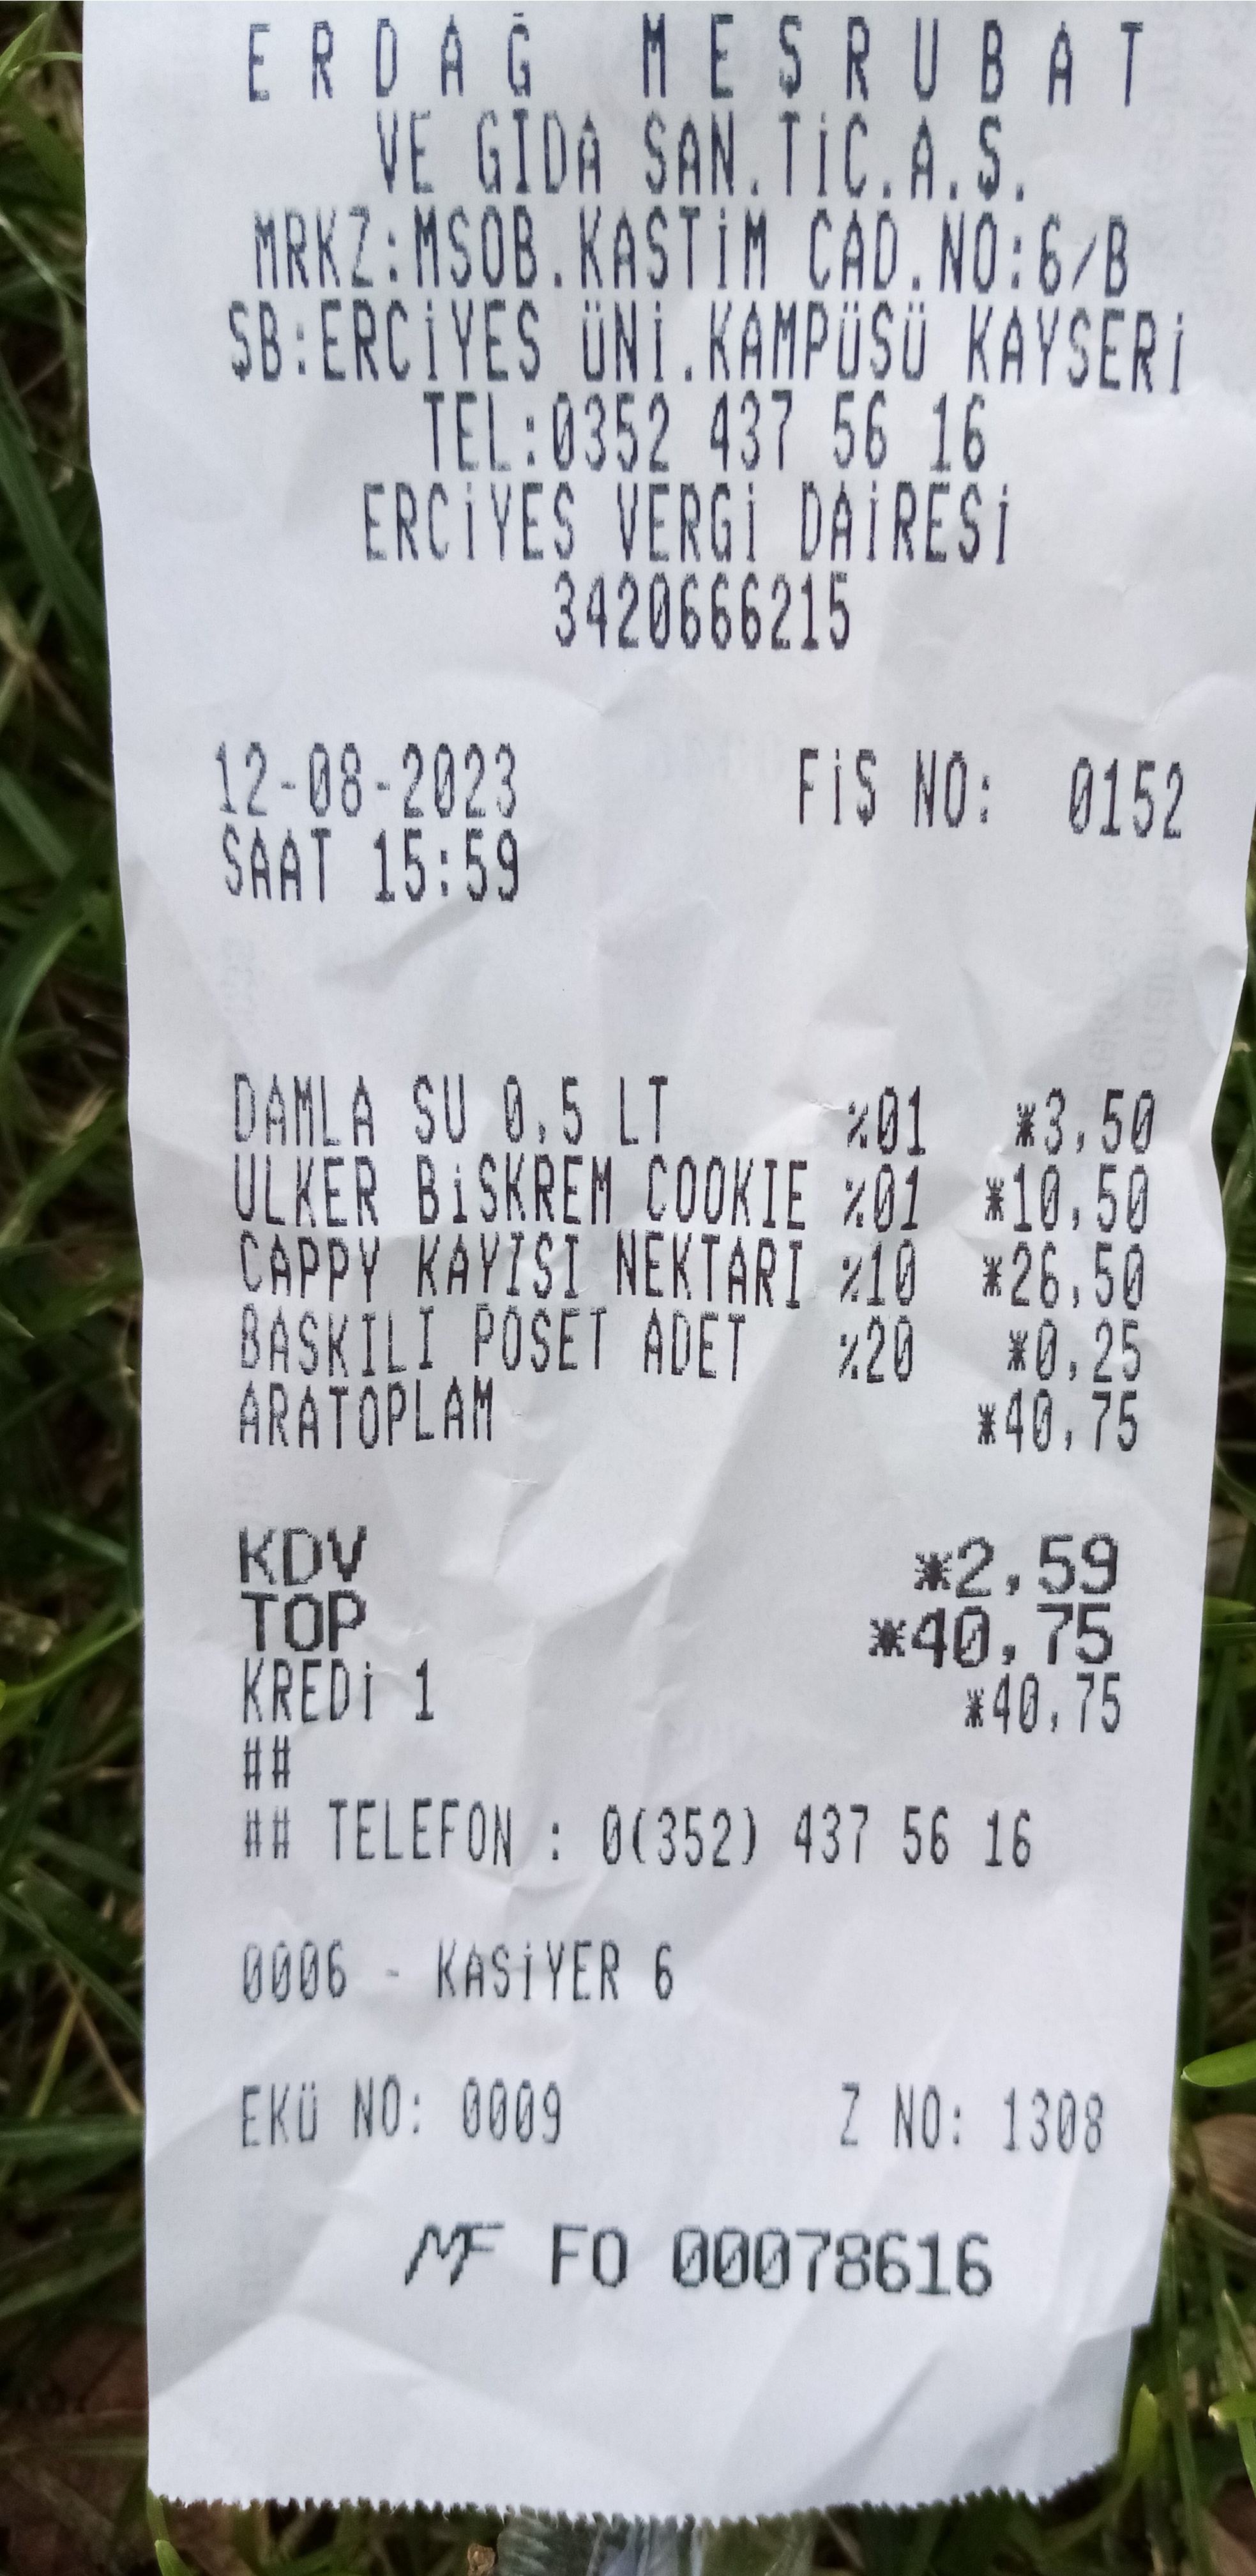 ERDAĞ MEŞRUBAT
VE GIDA SAN.TİC.A.Ş.
MRKZ:MSOB.KASTİM CAD.NO:6/B
ŞB:ERCİYES ÜNİ.KAMPÜSÜ KAYSERİ
TEL:0352 437 56 16
ERCİYES VERGİ DAİRESİ
3420666215
12-08-2023 FİŞ NO: 0152
SAAT 15:59
DAMLA SU 0.5 LT %01 *3,50
ULKER BİSKREM COOKIE %01 *10,50
CAPPY KAYISI NEKTARI %10 *26,50
BASKILI POSET ADET %20 *0,25
ARATOPLAM *40,75
KDV *2,59
TOP *40,75
KREDİ 1 *40,75
##
## TELEFON : 0(352) 437 56 16
0006 - KASİYER 6
EKÜ NO: 0009 Z NO: 1308
MF FO 00078616